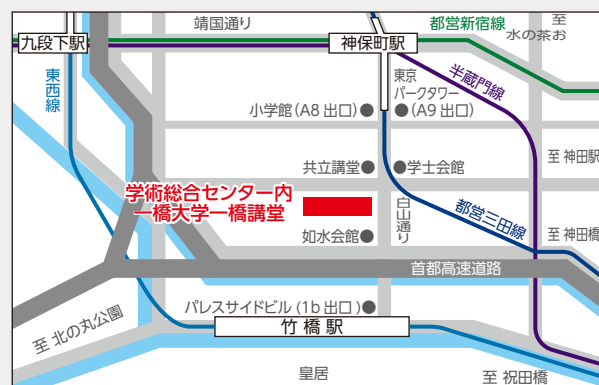 靖国通り
都営新宿線
至
水の茶お
九段下駅
神保町駅
東西線
東京
パークタワー
半蔵門線
小学館(A8 出口)
(A9 出口)
至 神田駅
共立講堂
学士会館
学術総合センター内
一橋大学一橋講堂
白山通り
都営三田線
至 神田橋
如水会館
首都高速道路
パレスサイドビル (1b 出口)
至 北の丸公園
竹橋駅
皇居
至 祝田橋